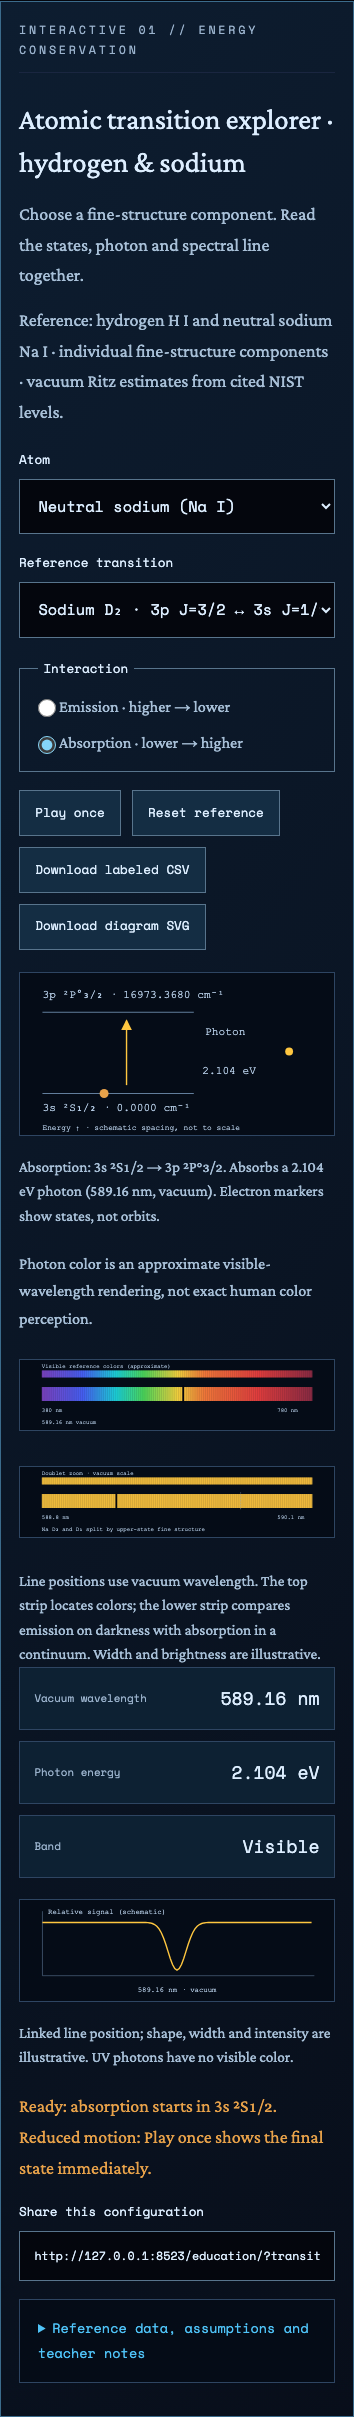 INTERACTIVE 01 // ENERGY
CONSERVATION
Atomic transition explorer ·
hydrogen & sodium
Choose a fine-structure component. Read
the states, photon and spectral line
together.
Reference: hydrogen H I and neutral sodium
Na I · individual fine-structure components
· vacuum Ritz estimates from cited NIST
levels.
Atom
Neutral sodium (Na I)
Reference transition
Sodium D₂ · 3p J=3/2 ↔ 3s J=1/
Interaction
Emission · higher → lower
Absorption · lower → higher
Play once
Reset reference
Download labeled CSV
Download diagram SVG
3p ²P°₃/₂ · 16973.3680 cm⁻¹
Photon
2.104 eV
3s ²S₁/₂ · 0.0000 cm⁻¹
Energy ↑ · schematic spacing, not to scale
Absorption: 3s ²S₁/₂ → 3p ²P°₃/₂. Absorbs a 2.104
eV photon (589.16 nm, vacuum). Electron markers
show states, not orbits.
Photon color is an approximate visible-
wavelength rendering, not exact human color
perception.
Visible reference colors (approximate)
380 nm
780 nm
589.16 nm vacuum
Doublet zoom · vacuum scale
588.8 nm
590.1 nm
Na D₂ and D₁ split by upper-state fine structure
Line positions use vacuum wavelength. The top
strip locates colors; the lower strip compares
emission on darkness with absorption in a
continuum. Width and brightness are illustrative.
Vacuum wavelength
589.16 nm
Photon energy
2.104 eV
Band
Visible
Relative signal (schematic)
589.16 nm · vacuum
Linked line position; shape, width and intensity are
illustrative. UV photons have no visible color.
Ready: absorption starts in 3s ²S₁/₂.
Reduced motion: Play once shows the final
state immediately.
Share this configuration
http://127.0.0.1:8523/education/?transit
▶ Reference data, assumptions and
teacher notes